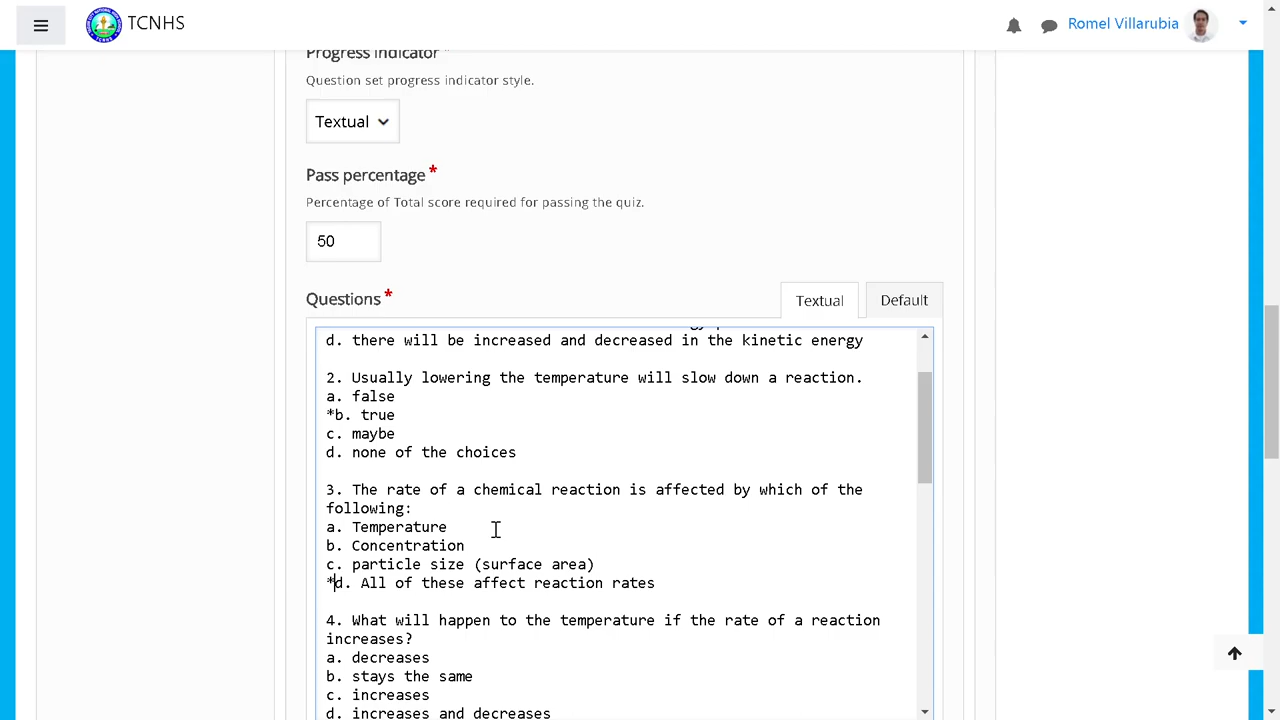 TCNHS
Romel Villarubia
Progress indicator
Question set progress indicator style.
Textual
Pass percentage *
Percentage of Total score required for passing the quiz.
50
Questions *
Textual
Default
d. there will be increased and decreased in the kinetic energy
2. Usually lowering the temperature will slow down a reaction.
a. false
*b. true
c. maybe
d. none of the choices
3. The rate of a chemical reaction is affected by which of the
following:
a. Temperature
b. Concentration
c. particle size (surface area)
*d. All of these affect reaction rates
4. What will happen to the temperature if the rate of a reaction
increases?
a. decreases
b. stays the same
c. increases
d. increases and decreases